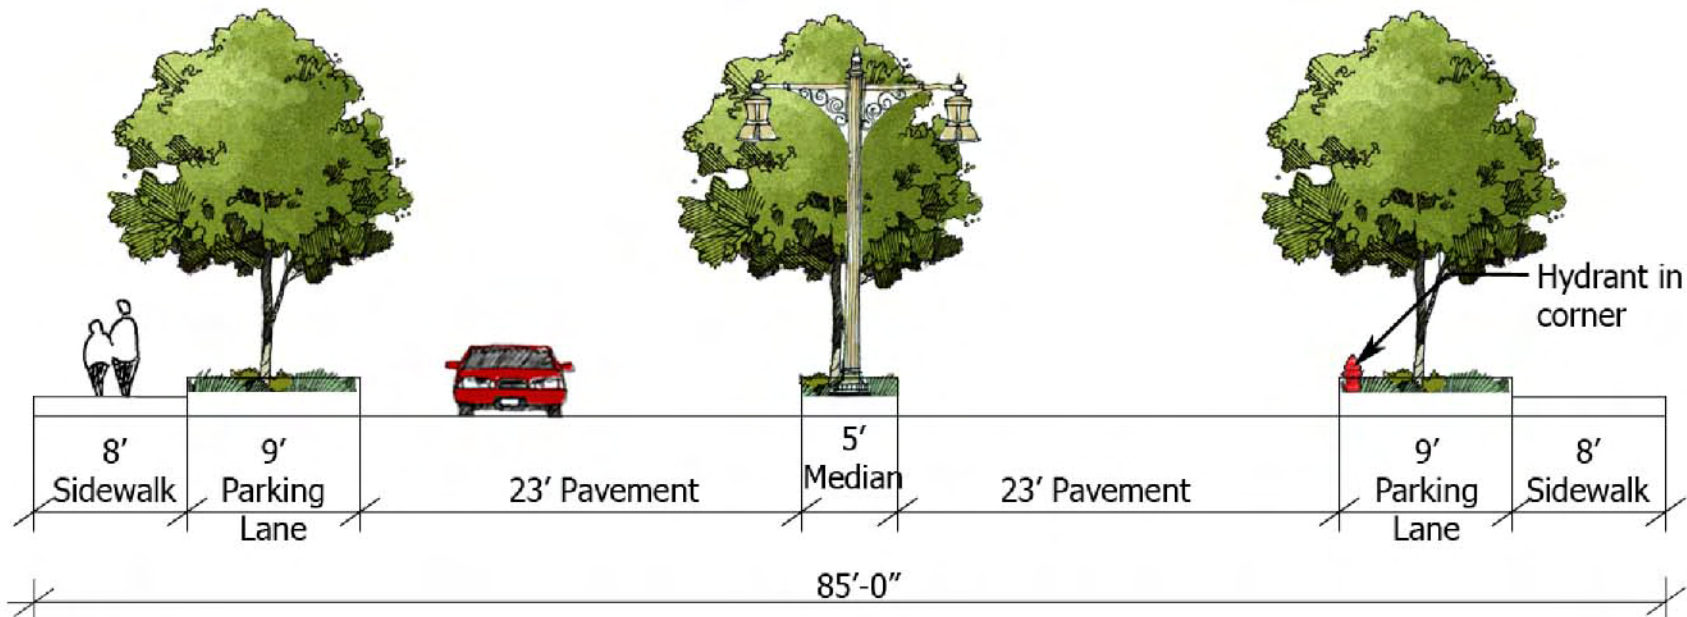 Hydrant in
corner
8'
Sidewalk
9'
Parking
Lane
23' Pavement
5'
Median
23' Pavement
9'
Parking
Lane
8'
Sidewalk
85'-0"